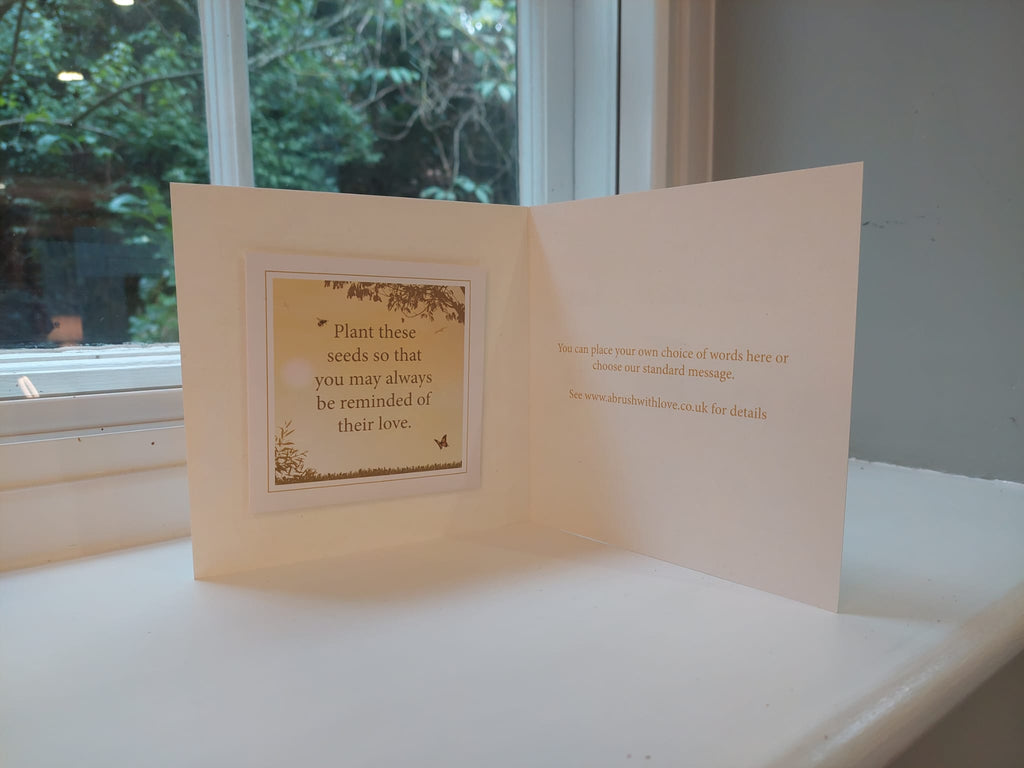 Plant these
seeds so that
you may always
be reminded of
their love.
You can place your own choice of words here or
choose our standard message.
See www.abrushwithlove.co.uk for details